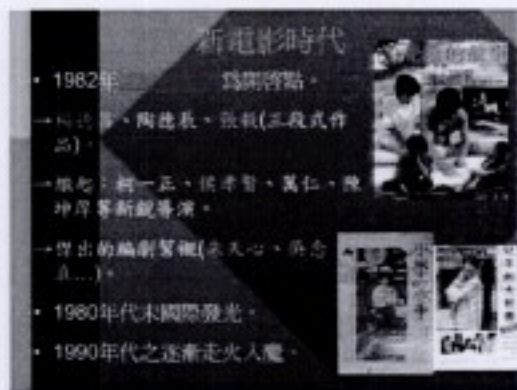 新電影時代
• 1982年 為開啓點。
→ 、陶德辰、張毅(三段式作
品)。
→繼起:柯一正、侯孝賢、萬仁、陳
坤厚等新銳導演。
→傑出的編劇幫襯(朱天心、吳念
真…)。
• 1980年代末國際發光。
• 1990年代之逐漸走火入魔。